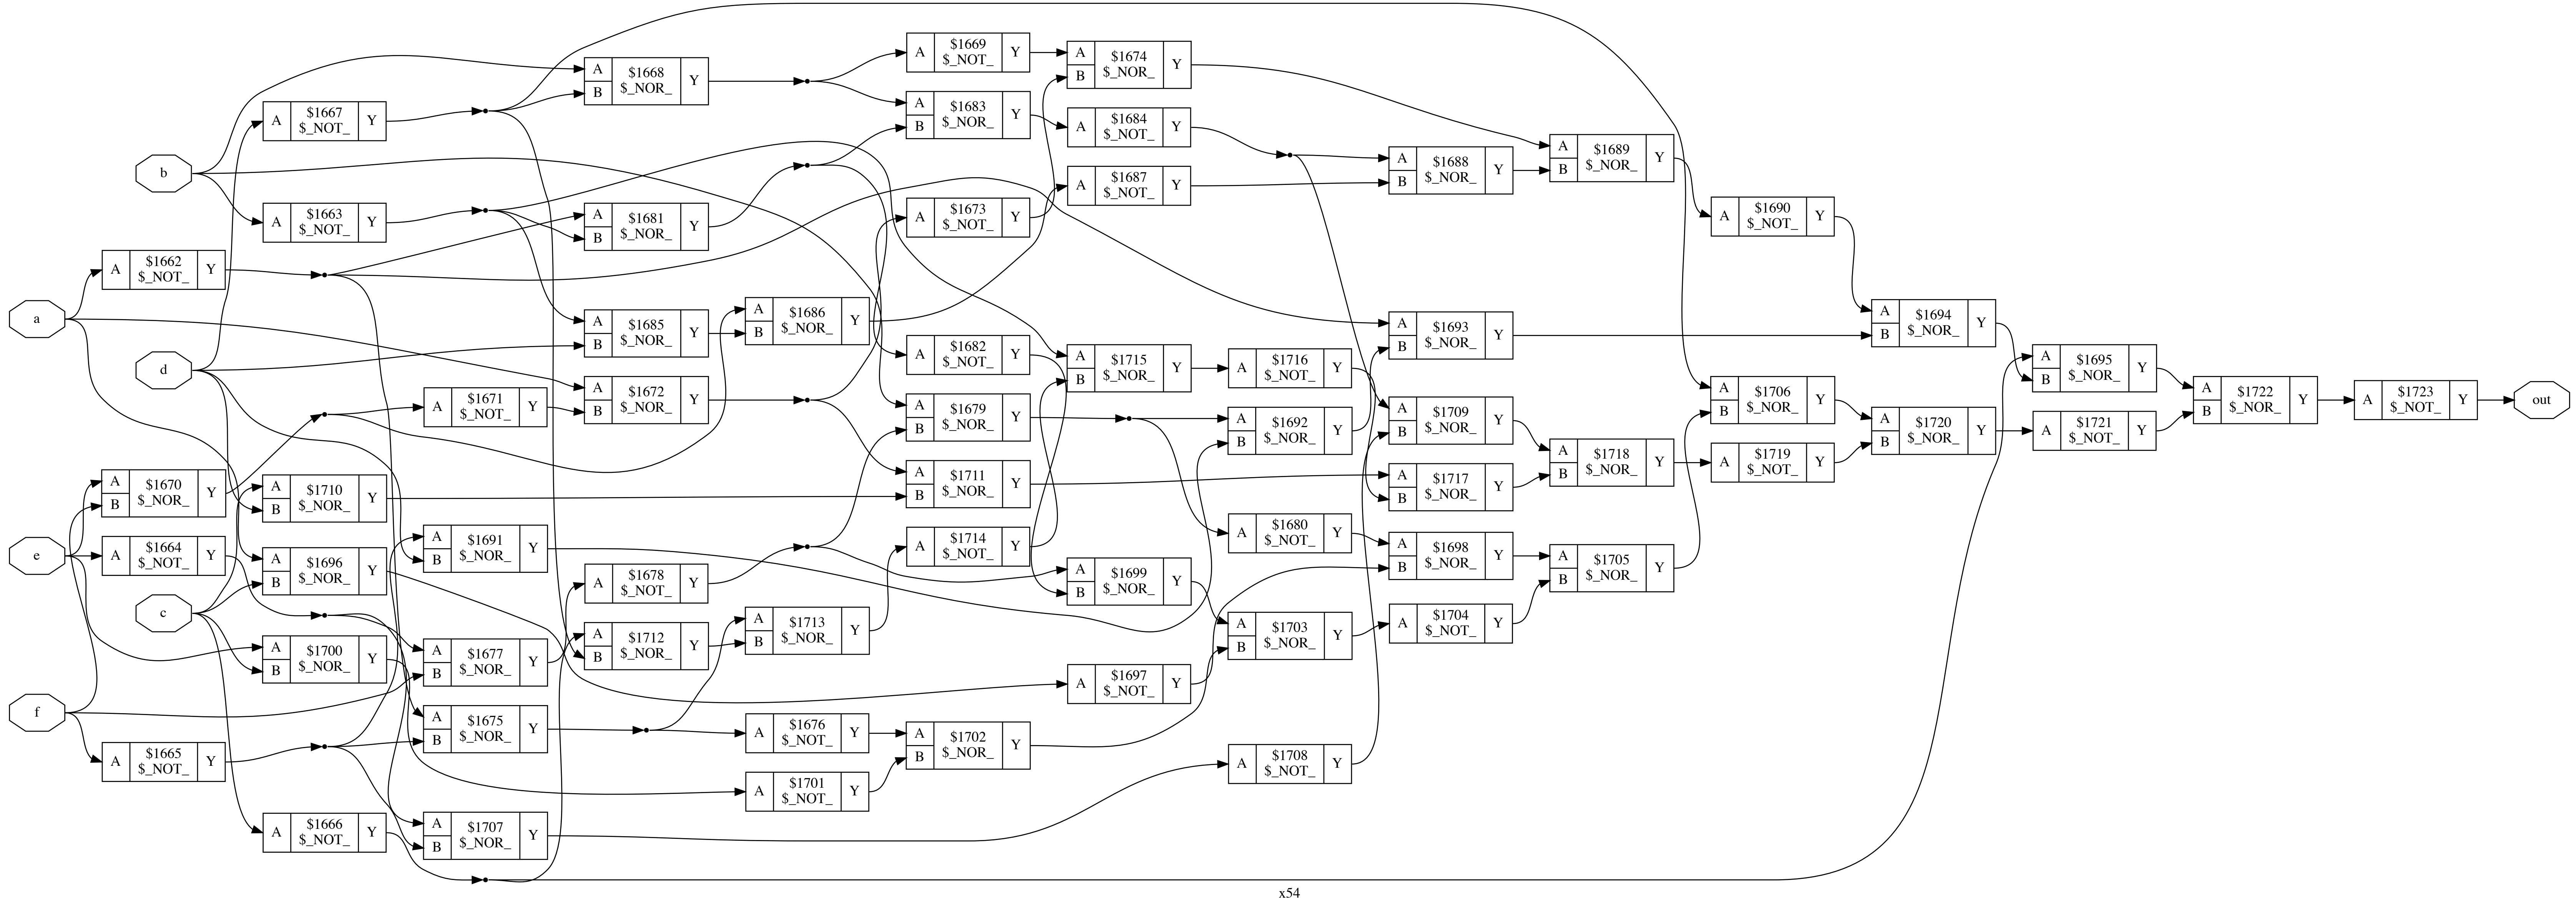 a
e
f
A $1662 Y
$_NOT_
A $1670 Y
B $_NOR_
A $1664 Y
$_NOT_
A $1665 Y
$_NOT_
b
d
c
A $1667 Y
$_NOT_
A $1663 Y
$_NOT_
A $1710 Y
B $_NOR_
A $1696 Y
B $_NOR_
A $1700 Y
B $_NOR_
A $1666 Y
$_NOT_
A $1671 Y
$_NOT_
A $1691 Y
B $_NOR_
A $1677 Y
B $_NOR_
A $1675 Y
B $_NOR_
A $1707 Y
B $_NOR_
A $1668 Y
B $_NOR_
A $1681 Y
B $_NOR_
A $1685 Y
B $_NOR_
A $1672 Y
B $_NOR_
A $1678 Y
$_NOT_
A $1712 Y
B $_NOR_
A $1686 Y
B $_NOR_
A $1713 Y
B $_NOR_
A $1676 Y
$_NOT_
A $1701 Y
$_NOT_
A $1669 Y
$_NOT_
A $1683 Y
B $_NOR_
A $1673 Y
$_NOT_
A $1682 Y
$_NOT_
A $1679 Y
B $_NOR_
A $1711 Y
B $_NOR_
A $1714 Y
$_NOT_
A $1702 Y
B $_NOR_
A $1674 Y
B $_NOR_
A $1684 Y
$_NOT_
A $1687 Y
$_NOT_
A $1715 Y
B $_NOR_
A $1699 Y
B $_NOR_
A $1697 Y
$_NOT_
A $1716 Y
$_NOT_
A $1692 Y
B $_NOR_
A $1680 Y
$_NOT_
A $1703 Y
B $_NOR_
A $1708 Y
$_NOT_
A $1688 Y
B $_NOR_
A $1693 Y
B $_NOR_
A $1709 Y
B $_NOR_
A $1717 Y
B $_NOR_
A $1698 Y
B $_NOR_
A $1704 Y
$_NOT_
A $1689 Y
B $_NOR_
A $1718 Y
B $_NOR_
A $1705 Y
B $_NOR_
A $1690 Y
$_NOT_
A $1706 Y
B $_NOR_
A $1719 Y
$_NOT_
A $1694 Y
B $_NOR_
A $1720 Y
B $_NOR_
A $1695 Y
B $_NOR_
A $1721 Y
$_NOT_
A $1722 Y
B $_NOR_
A $1723 Y
$_NOT_
out
x54